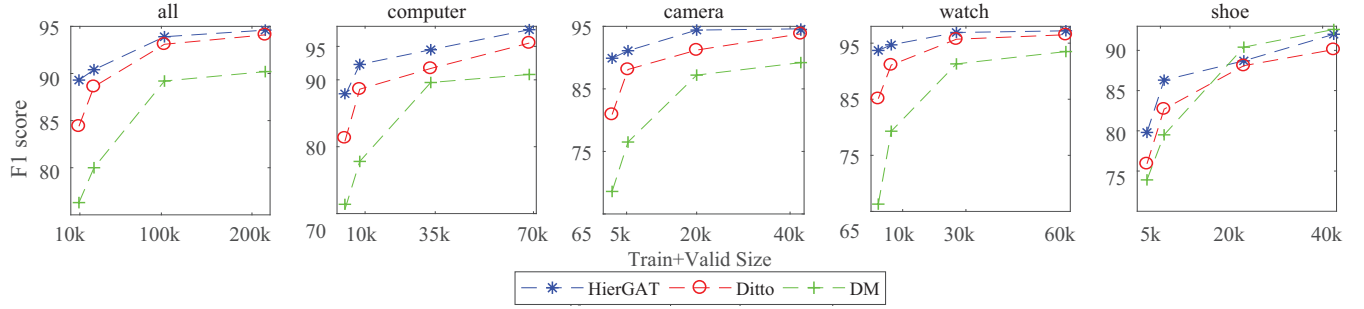 all computer camera watch shoe
95 95 95 95 90
90 90 85 85 85
85 80 75 75 80
80 70 65 65 75
F1 score
10k 100k 200k 10k 35k 70k 5k 20k 40k 10k 30k 60k 5k 20k 40k
Train+Valid Size
HierGAT Ditto DM